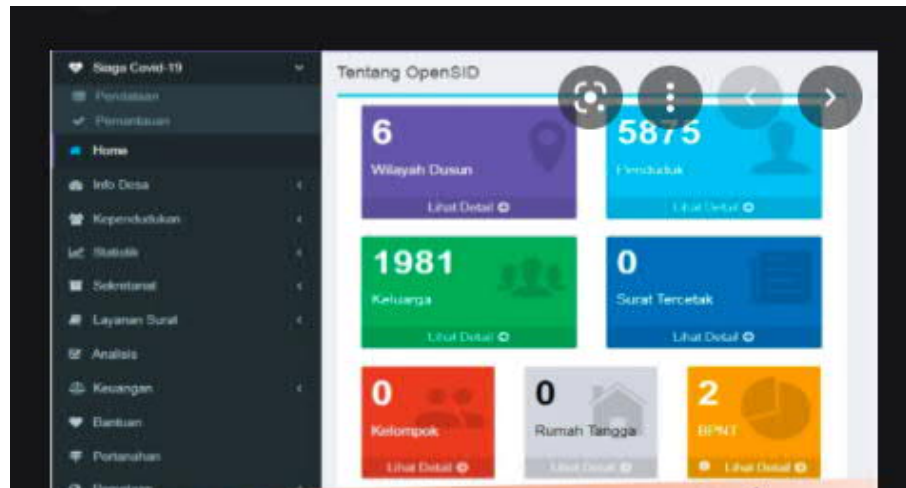 Siaga Covid-19
Pendataan
Pemantauan
Home
Info Desa
Kependudukan
Statistik
Sekretariat
Layanan Surat
Analisis
Keuangan
Bantuan
Pertanahan
Tentang OpenSID
6
Wilayah Dusun
Lihat Detail
5875
Penduduk
Lihat Detail
1981
Keluarga
Lihat Detail
0
Surat Tercetak
Lihat Detail
0
Kelompok
Lihat Detail
0
Rumah Tangga
Lihat Detail
2
BPNT
Lihat Detail